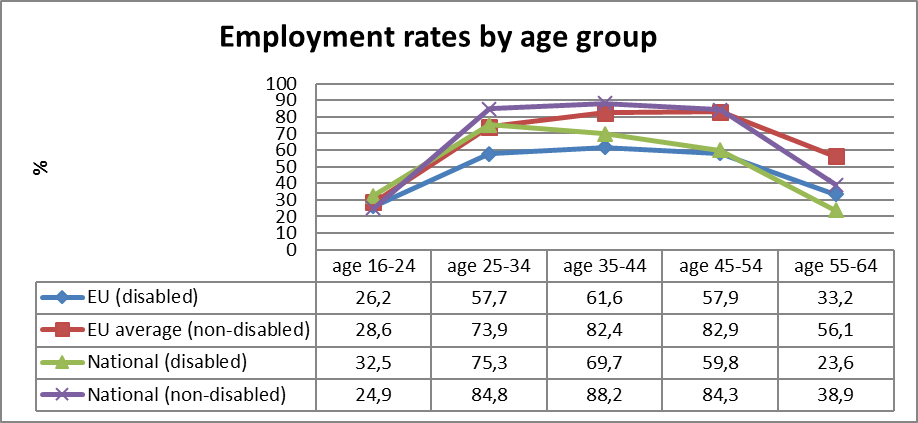 Employment rates by age group
%
100
90
80
70
60
50
40
30
20
10
0
age 16-24 age 25-34 age 35-44 age 45-54 age 55-64
EU (disabled) 26,2 57,7 61,6 57,9 33,2
EU average (non-disabled) 28,6 73,9 82,4 82,9 56,1
National (disabled) 32,5 75,3 69,7 59,8 23,6
National (non-disabled) 24,9 84,8 88,2 84,3 38,9